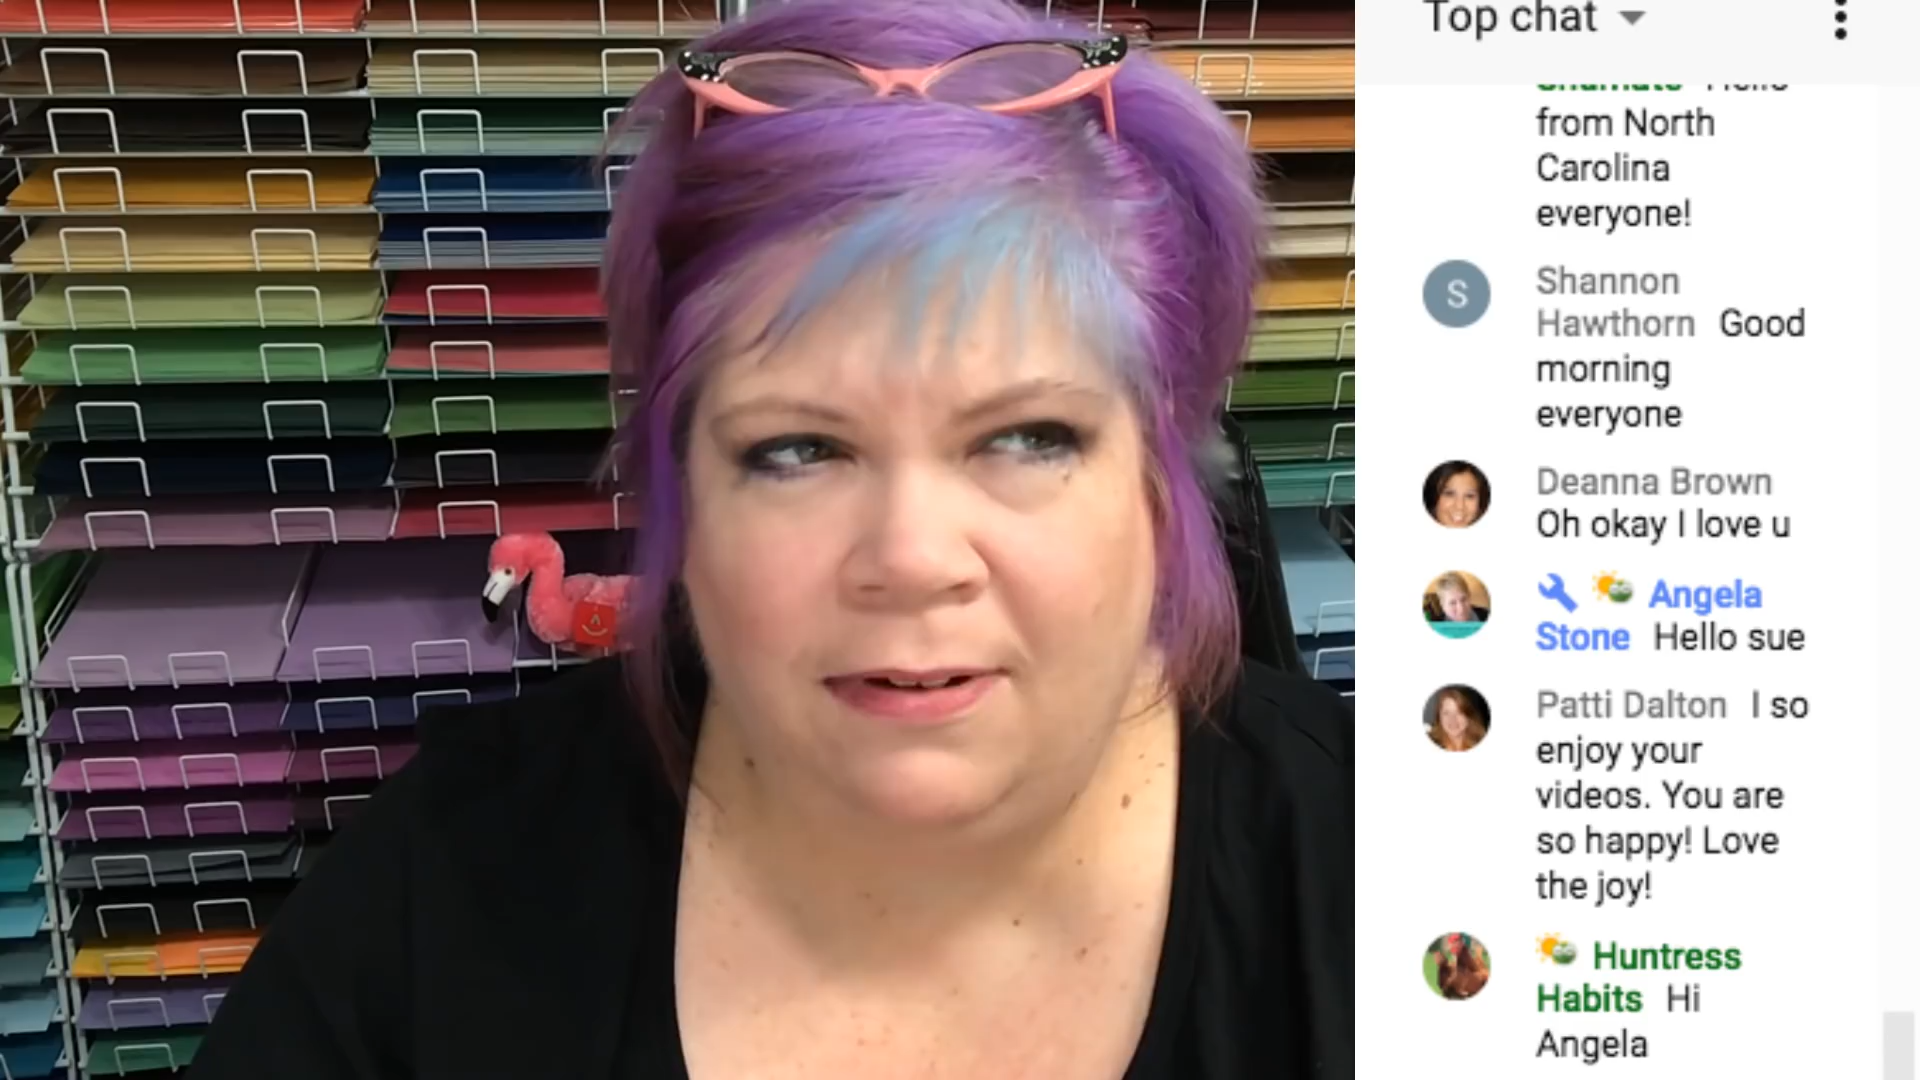 Top chat
Hello
from North
Carolina
everyone!
S
Shannon
Hawthorn Good
morning
everyone
Deanna Brown
Oh okay I love u
Angela
Stone Hello sue
Patti Dalton I so
enjoy your
videos. You are
so happy! Love
the joy!
Huntress
Habits Hi
Angela